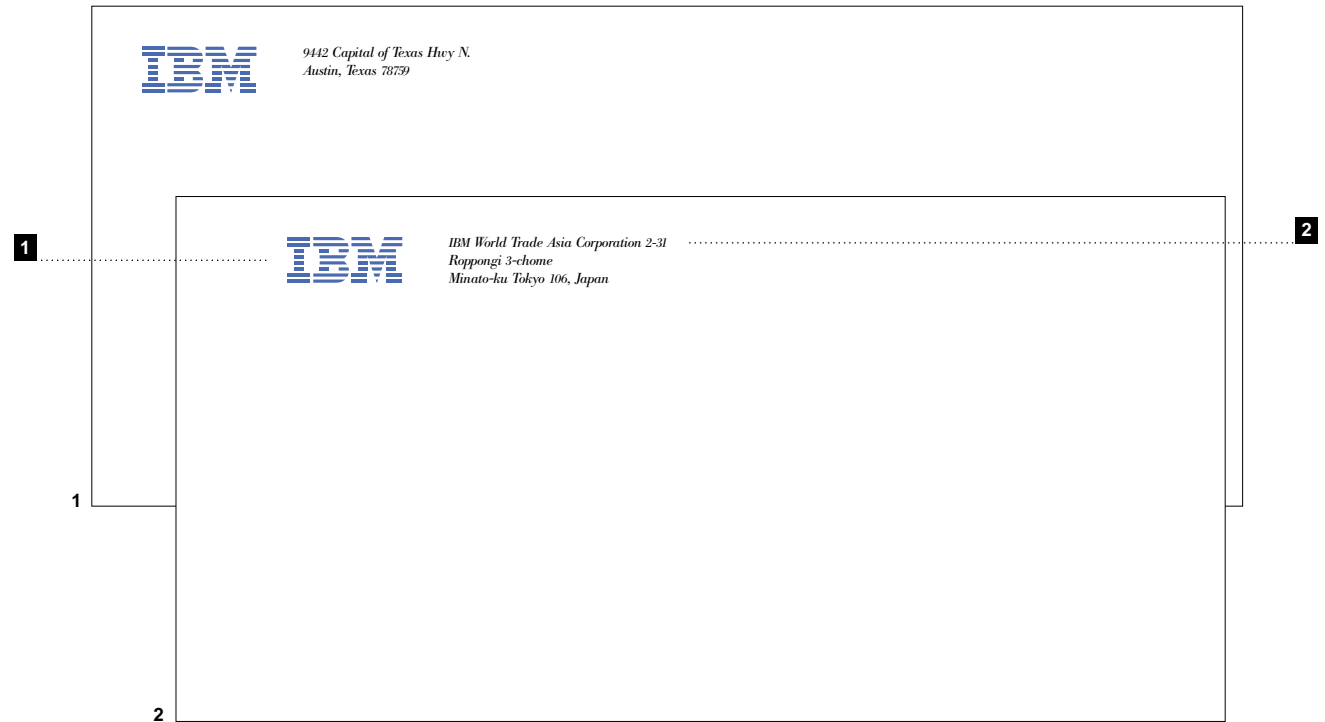 IBM
9442 Capital of Texas Hwy N.
Austin, Texas 78759
1
IBM
IBM World Trade Asia Corporation 2-31
Roppongi 3-chome
Minato-ku Tokyo 106, Japan
2
1
2